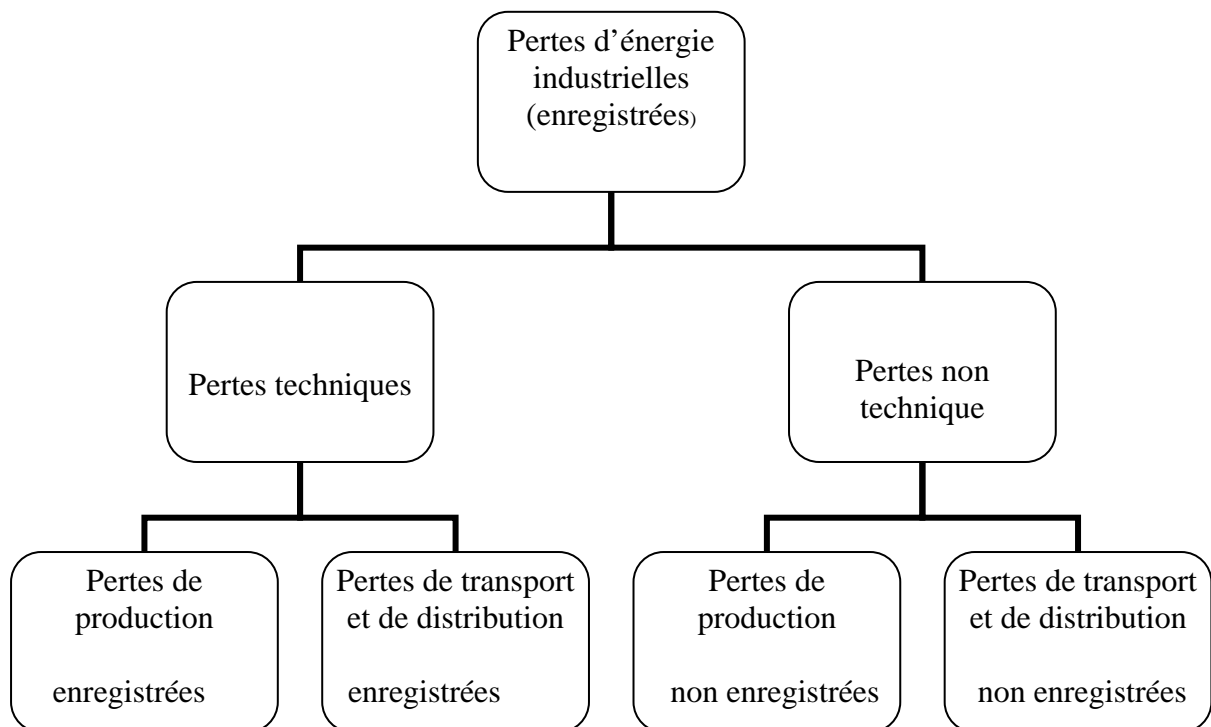 Pertes d’énergie
industrielles
(enregistrées)
Pertes techniques
Pertes non
technique
Pertes de
production
enregistrées
Pertes de transport
et de distribution
enregistrées
Pertes de
production
non enregistrées
Pertes de transport
et de distribution
non enregistrées